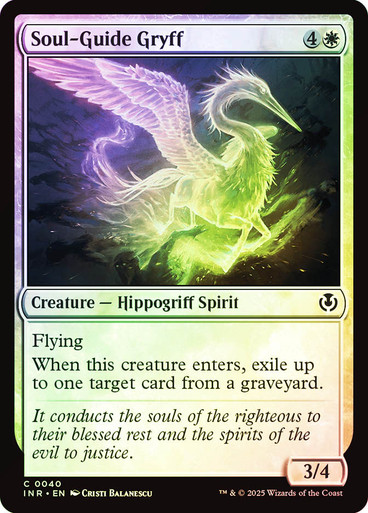 Soul-Guide Gryff 4
Creature — Hippogriff Spirit
Flying
When this creature enters, exile up
to one target card from a graveyard.
It conducts the souls of the righteous to
their blessed rest and the spirits of the
evil to justice.
3/4
C 0040
INR • EN Cristi Balanescu
™ & © 2025 Wizards of the Coast